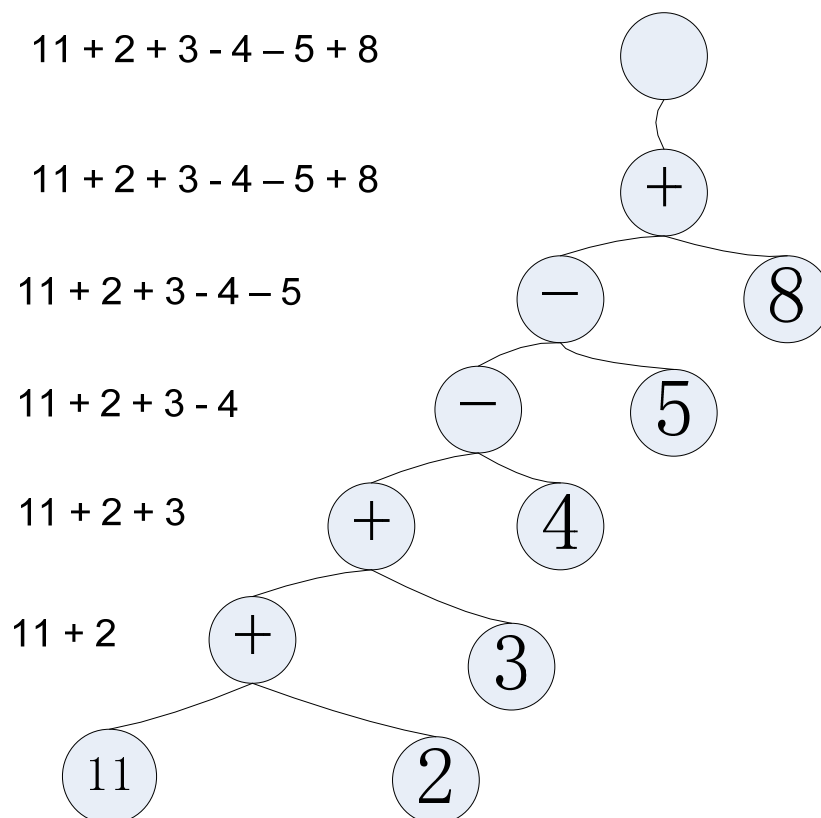 11 + 2 + 3 - 4 – 5 + 8
11 + 2 + 3 - 4 – 5 + 8
+
11 + 2 + 3 - 4 – 5
−
8
11 + 2 + 3 - 4
−
5
11 + 2 + 3
+
4
11 + 2
+
3
11
2